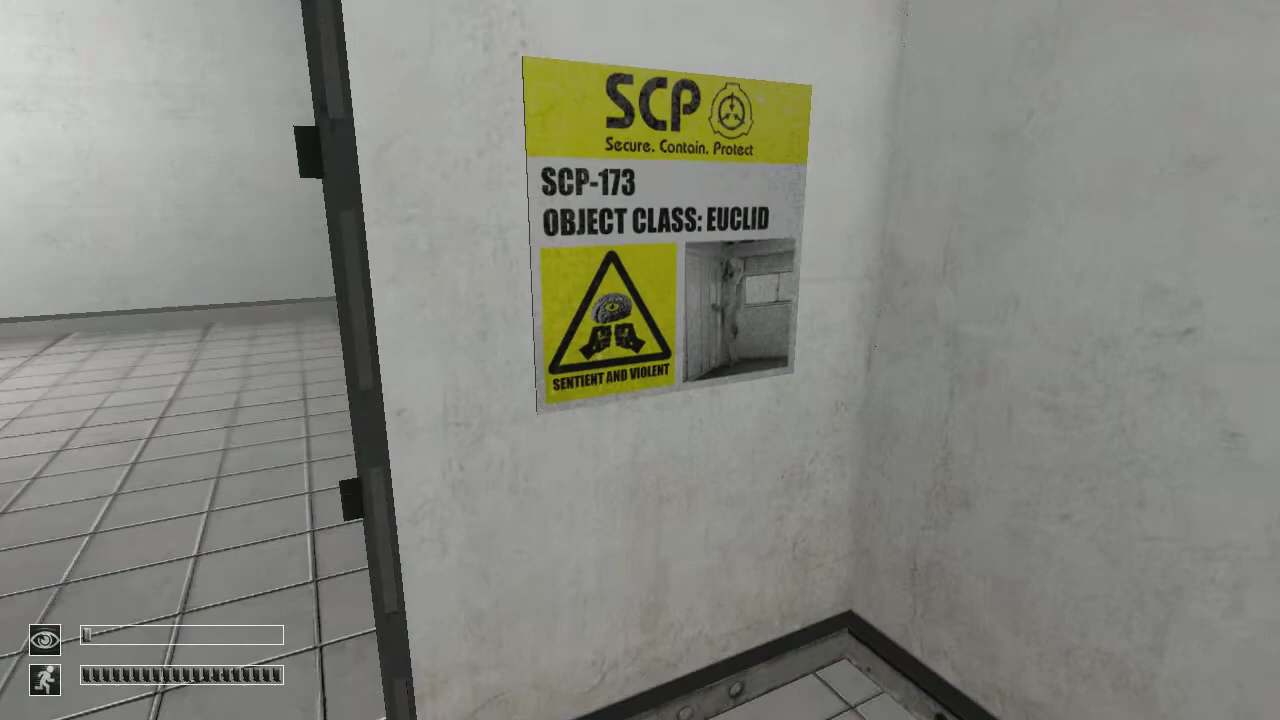 SCP
Secure. Contain. Protect
SCP-173
OBJECT CLASS: EUCLID
SENTIENT AND VIOLENT